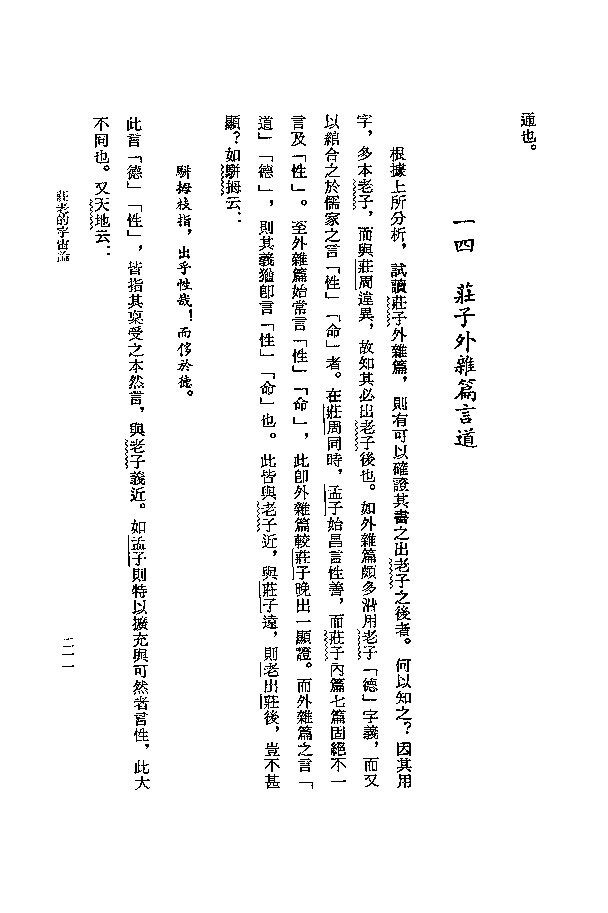 通也。
一四　莊子外雜篇言道
根據上所分析，試讀莊子外雜篇，則有可以確證其書之出老子之後者。何以知之？因其用
字，多本老子，而與莊周違異，故知其必出老子後也。如外雜篇頗多沿用老子「德」字義，而又
以綰合之於儒家之言「性」「命」者。在莊周同時，孟子始昌言性善，而莊子內篇七篇固絕不一
言及「性」。至外雜篇始常言「性」「命」，此卽外雜篇較莊子晚出一顯證。而外雜篇之言「
道」「德」，則其義猶卽言「性」「命」也。此皆與老子近，與莊子遠，則老出莊後，豈不甚
顯？如駢拇云：
駢拇枝指，出乎性哉！而侈於德。
此言「德」「性」，皆指其稟受之本然言，與老子義近。如孟子則特以擴充與可然者言性，此大
不同也。又天地云：
莊老的宇宙論
二一一